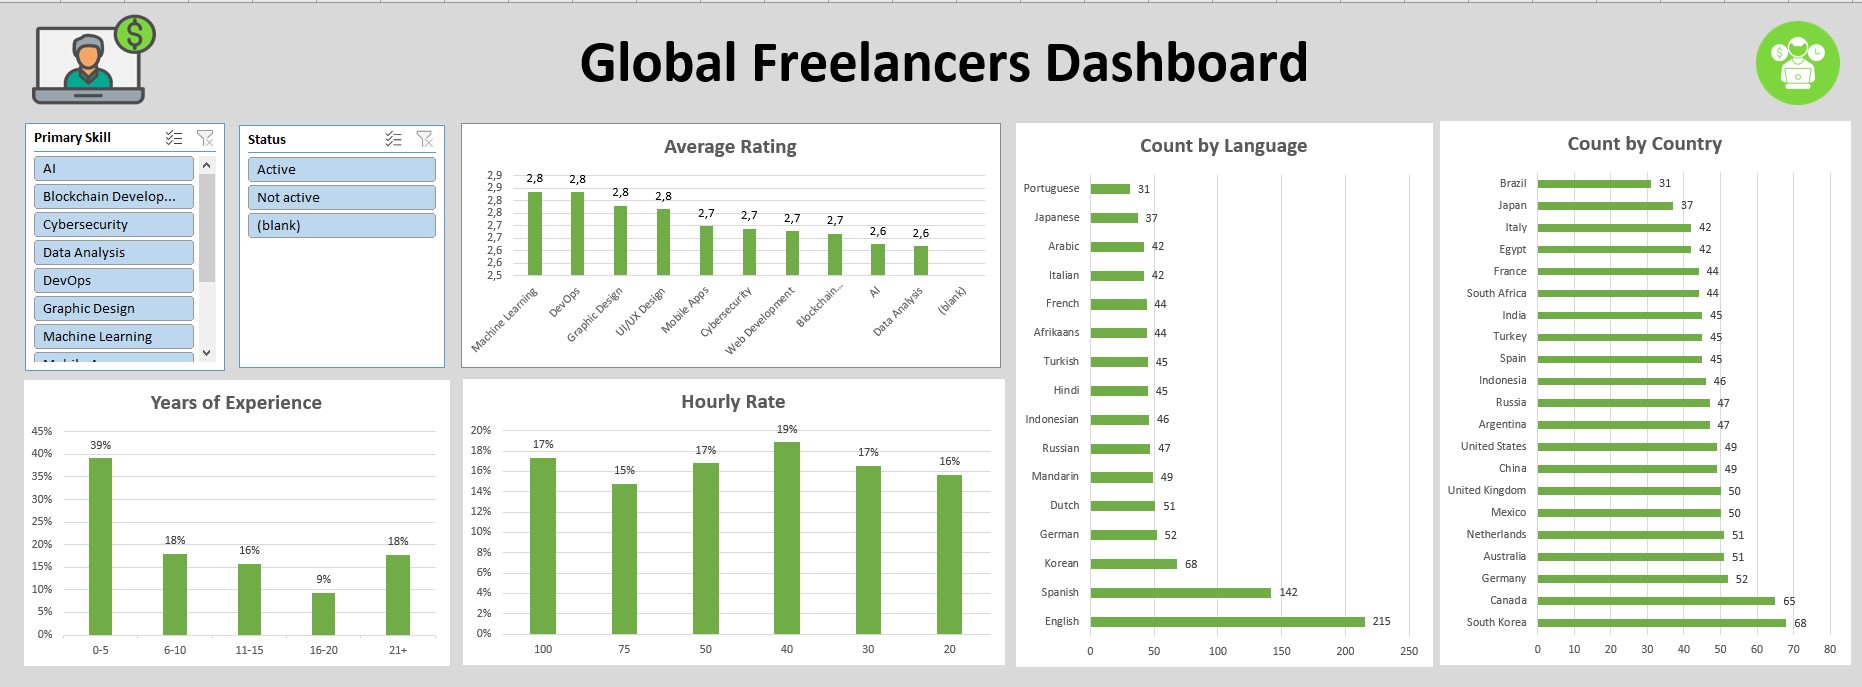 Global Freelancers Dashboard
Primary Skill
AI
Blockchain Develop...
Cybersecurity
Data Analysis
DevOps
Graphic Design
Machine Learning
Status
Active
Not active
(blank)
Average Rating
2,9
2,9
2,8
2,8
2,7
2,7
2,6
2,6
2,5
2,8
2,8
2,8
2,8
2,7
2,7
2,7
2,7
2,6
2,6
Machine Learning
DevOps
Graphic Design
UI/UX Design
Mobile Apps
Cybersecurity
Web Development
Blockchain...
AI
Data Analysis
(blank)
Years of Experience
45%
40%
35%
30%
25%
20%
15%
10%
5%
0%
39%
18%
16%
9%
18%
0-5
6-10
11-15
16-20
21+
Hourly Rate
20%
18%
16%
14%
12%
10%
8%
6%
4%
2%
0%
17%
15%
17%
19%
17%
16%
100
75
50
40
30
20
Count by Language
Portuguese 31
Japanese 37
Arabic 42
Italian 42
French 44
Afrikaans 44
Turkish 45
Hindi 45
Indonesian 46
Russian 47
Mandarin 49
Dutch 51
German 52
Korean 68
Spanish 142
English 215
0 50 100 150 200 250
Count by Country
Brazil 31
Japan 37
Italy 42
Egypt 42
France 44
South Africa 44
India 45
Turkey 45
Spain 45
Indonesia 46
Russia 47
Argentina 47
United States 49
China 49
United Kingdom 50
Mexico 50
Netherlands 51
Australia 51
Germany 52
Canada 65
South Korea 68
0 10 20 30 40 50 60 70 80